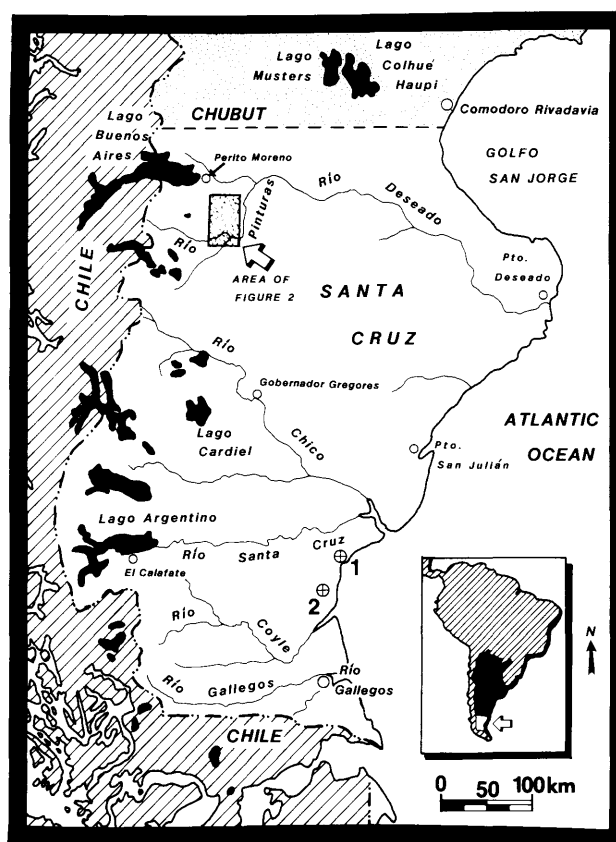 Lago
Musters
Lago
Colhué
Haupi
CHUBUT
Comodoro Rivadavia
Lago
Buenos
Aires
Perito Moreno
GOLFO
SAN JORGE
Río
Deseado
Pinturas
Río
Pto.
Deseado
AREA OF
FIGURE 2
CHILE
SANTA
CRUZ
Río
Chico
Gobernador Gregores
Lago
Cardiel
ATLANTIC
OCEAN
Pto.
San Julián
Lago Argentino
Río Santa Cruz
El Calafate
1
2
Río
Coyle
Río Gallegos
Río
Gallegos
CHILE
N
0 50 100km